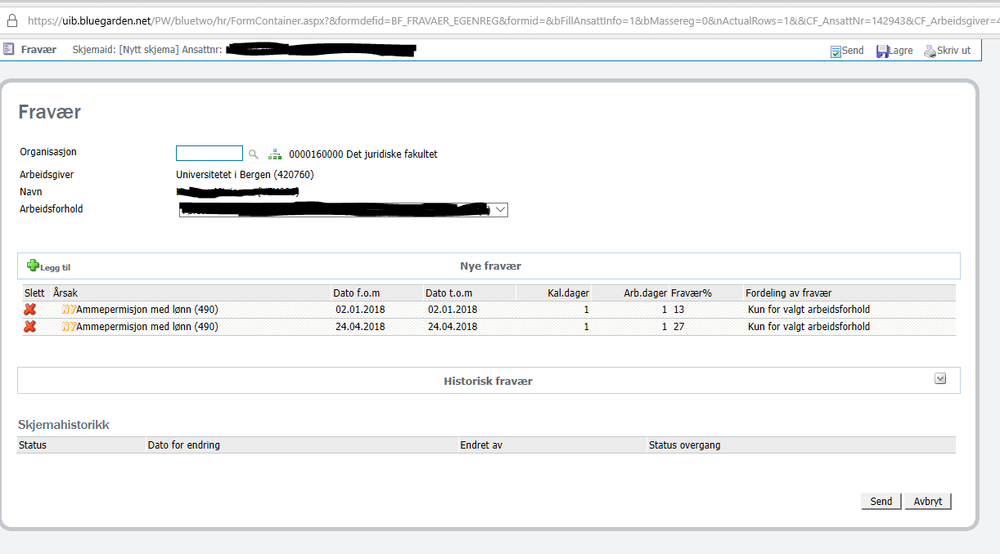 https://uib.bluegarden.net/PW/bluetwo/hr/FormContainer.aspx?&formdefid=BF_FRAVAER_EGENREG&formid=&bFillAnsattInfo=1&bMassereg=0&nActualRows=1&&CF_AnsattNr=142943&CF_Arbeidsgiver=4
Fravær Skjemaid: [Nytt skjema] Ansattnr: Send Lagre Skriv ut
Fravær
Organisasjon 0000160000 Det juridiske fakultet
Arbeidsgiver Universitetet i Bergen (420760)
Navn
Arbeidsforhold
Legg til Nye fravær
Slett Årsak Dato f.o.m Dato t.o.m Kal.dager Arb.dager Fravær% Fordeling av fravær
NY Ammepermisjon med lønn (490) 02.01.2018 02.01.2018 1 1 13 Kun for valgt arbeidsforhold
NY Ammepermisjon med lønn (490) 24.04.2018 24.04.2018 1 1 27 Kun for valgt arbeidsforhold
Historisk fravær
Skjemahistorikk
Status Dato for endring Endret av Status overgang
Send Avbryt